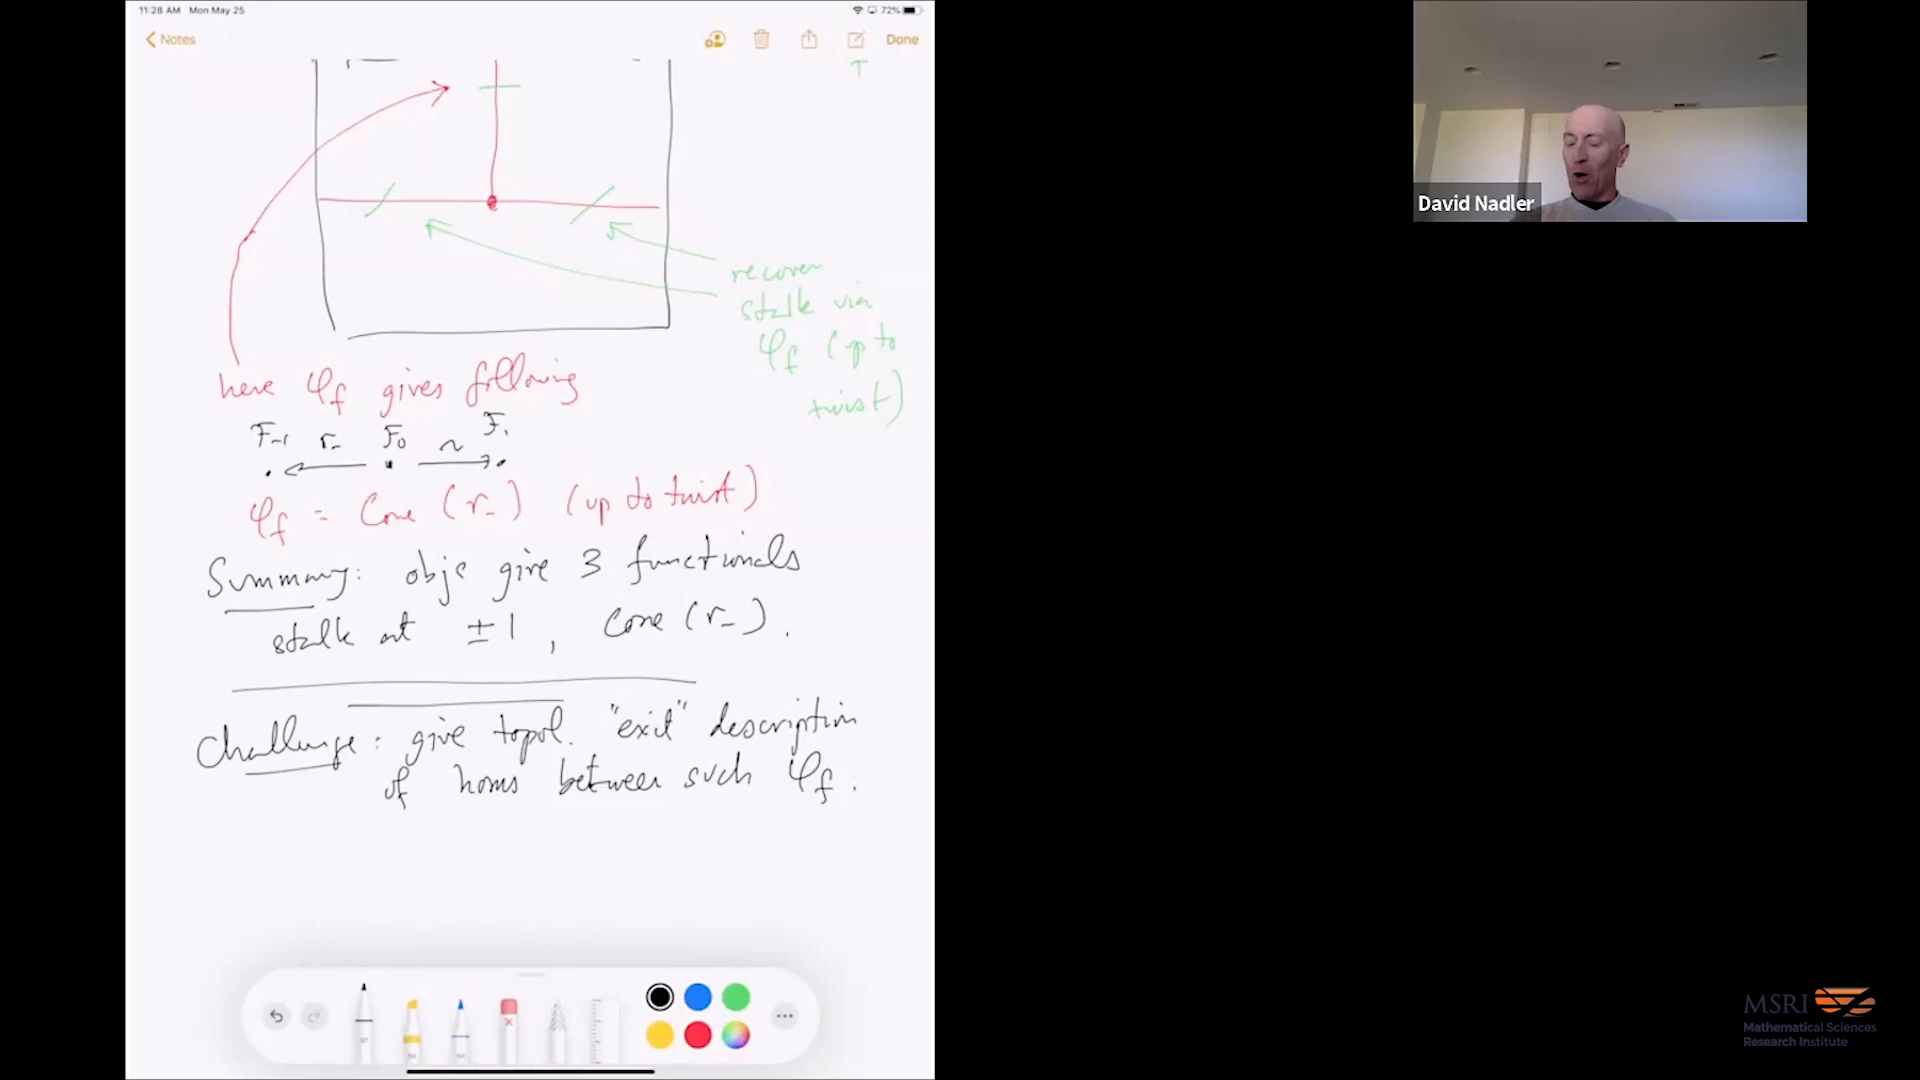 11:28 AM Mon May 25
72%
Notes
Done
recover
stalk via
φf (up to
twist)
here φf gives following
F₋₁ r₋ F₀ ~ F₁
φf = Cone (r₋) (up to twist)
Summary: objs give 3 functionals
stalk at ±1, Cone (r₋).
Challenge: give topol. "exit" description
of homs between such φf.
David Nadler
MSRI
Mathematical Sciences
Research Institute